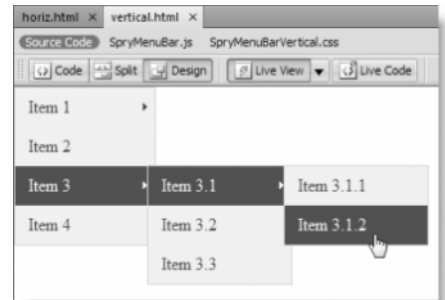 horiz.html × vertical.html ×
Source Code SpryMenuBar.js SpryMenuBarVertical.css
Code Split Design Live View Live Code
Item 1
Item 2
Item 3 Item 3.1 Item 3.1.1
Item 4 Item 3.2 Item 3.1.2
Item 3.3